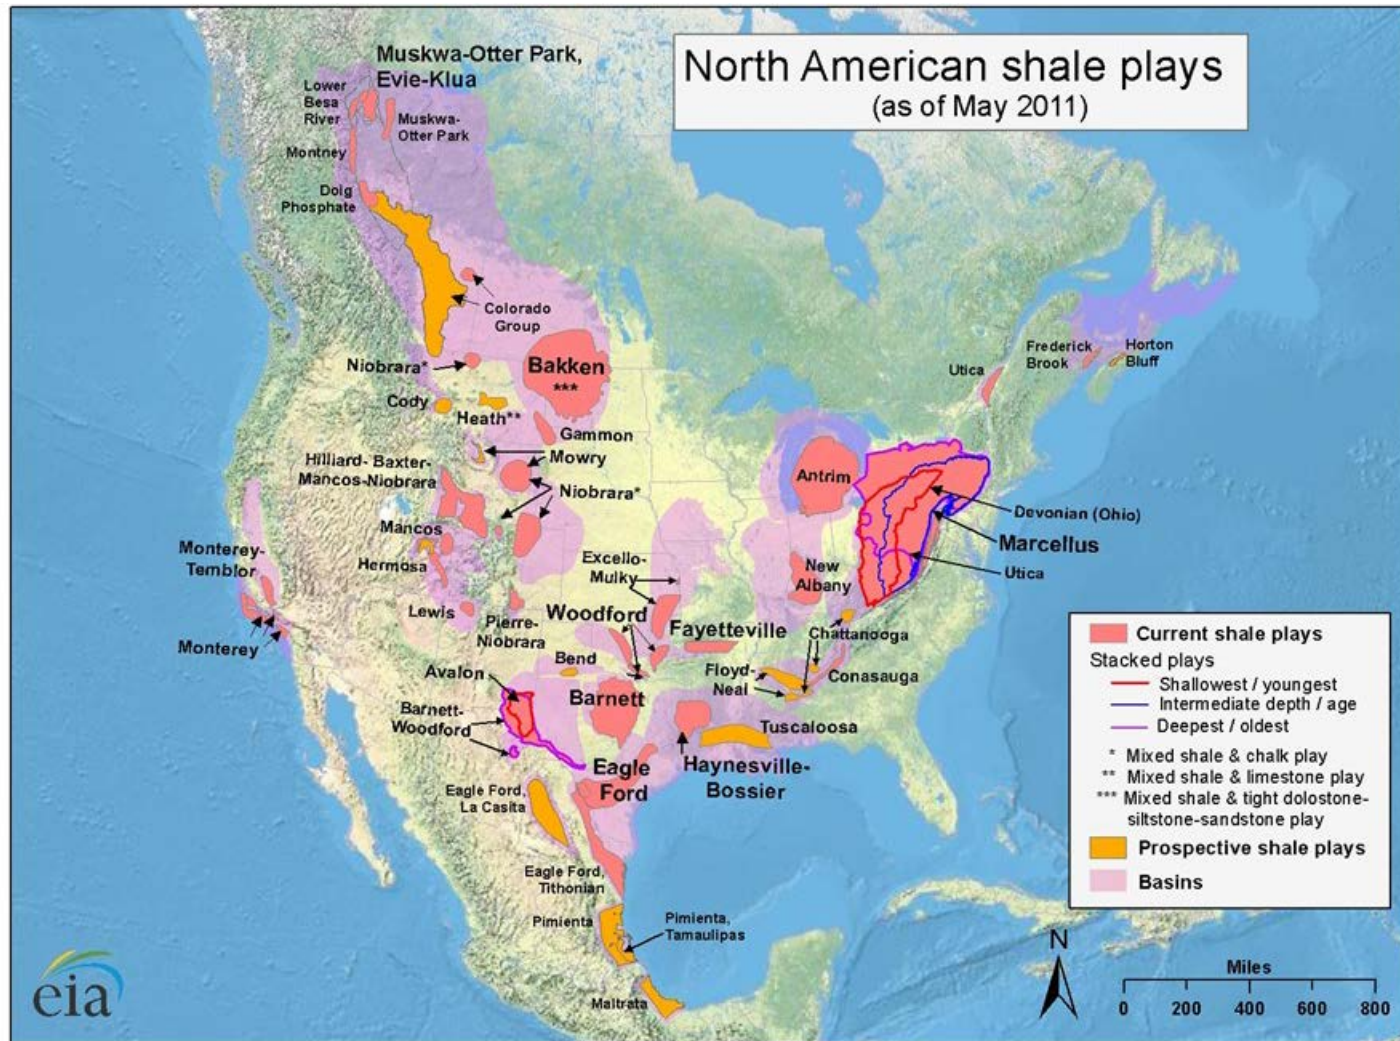 North American shale plays
(as of May 2011)
Muskwa-Otter Park,
Evie-Klua
Lower
Besa
River
Muskwa-
Otter Park
Montney
Doig
Phosphate
Colorado
Group
Niobrara*
Bakken
***
Cody
Heath**
Gammon
Mowry
Hilliard- Baxter-
Mancos-Niobrara
Niobrara*
Mancos
Hermosa
Monterey-
Temblor
Monterey
Lewis
Pierre-
Niobrara
Excello-
Mulky
Woodford
Fayetteville
Bend
Avalon
Barnett
Barnett-
Woodford
Eagle
Ford
Haynesville-
Bossier
Tuscaloosa
Floyd-
Neal
Conasauga
Chattanooga
New
Albany
Antrim
Devonian (Ohio)
Marcellus
Utica
Utica
Frederick
Brook
Horton
Bluff
Eagle Ford,
La Casita
Eagle Ford,
Tithonian
Pimienta
Pimienta,
Tamaulipas
Maltrata
Current shale plays
Stacked plays
Shallowest / youngest
Intermediate depth / age
Deepest / oldest
* Mixed shale & chalk play
** Mixed shale & limestone play
*** Mixed shale & tight dolostone-
siltstone-sandstone play
Prospective shale plays
Basins
N
Miles
0 200 400 600 800
eia